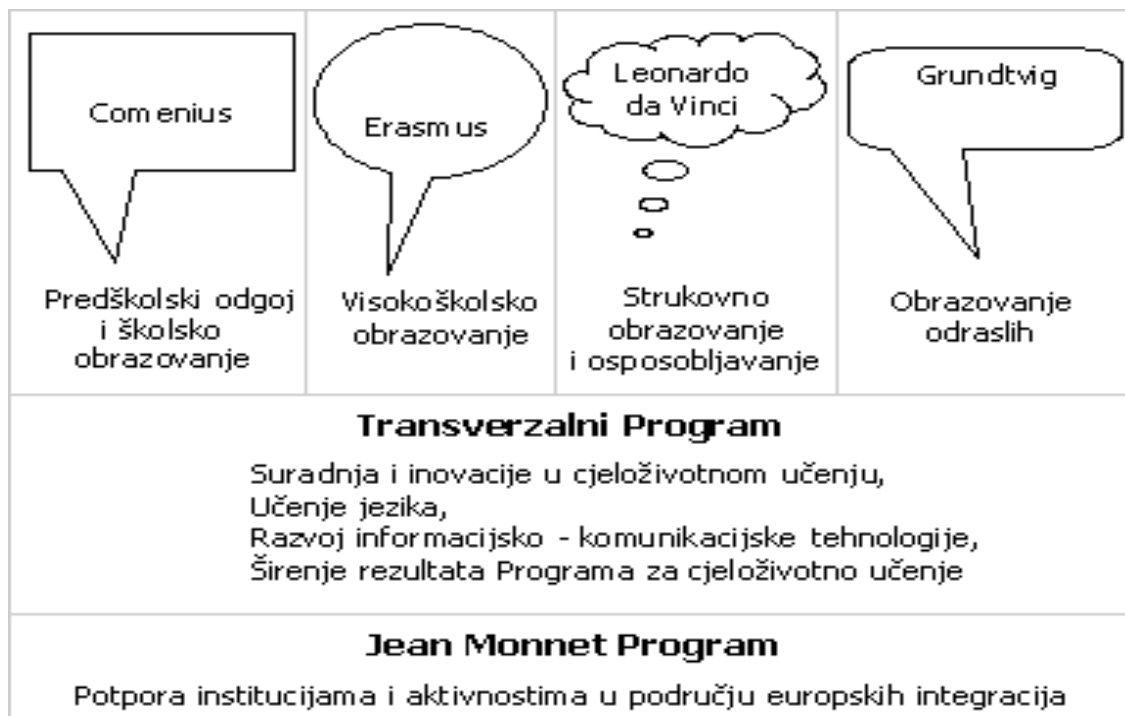 Comenius
Predškolski odgoj
i školsko
obrazovanje
Erasmus
Visokoškolsko
obrazovanje
Leonardo
da Vinci
Strukovno
obrazovanje
i osposobljavanje
Grundtvig
Obrazovanje
odraslih
Transverzalni Program
Suradnja i inovacije u cjeloživotnom učenju,
Učenje jezika,
Razvoj informacijsko - komunikacijske tehnologije,
Širenje rezultata Programa za cjeloživotno učenje
Jean Monnet Program
Potpora institucijama i aktivnostima u području europskih integracija